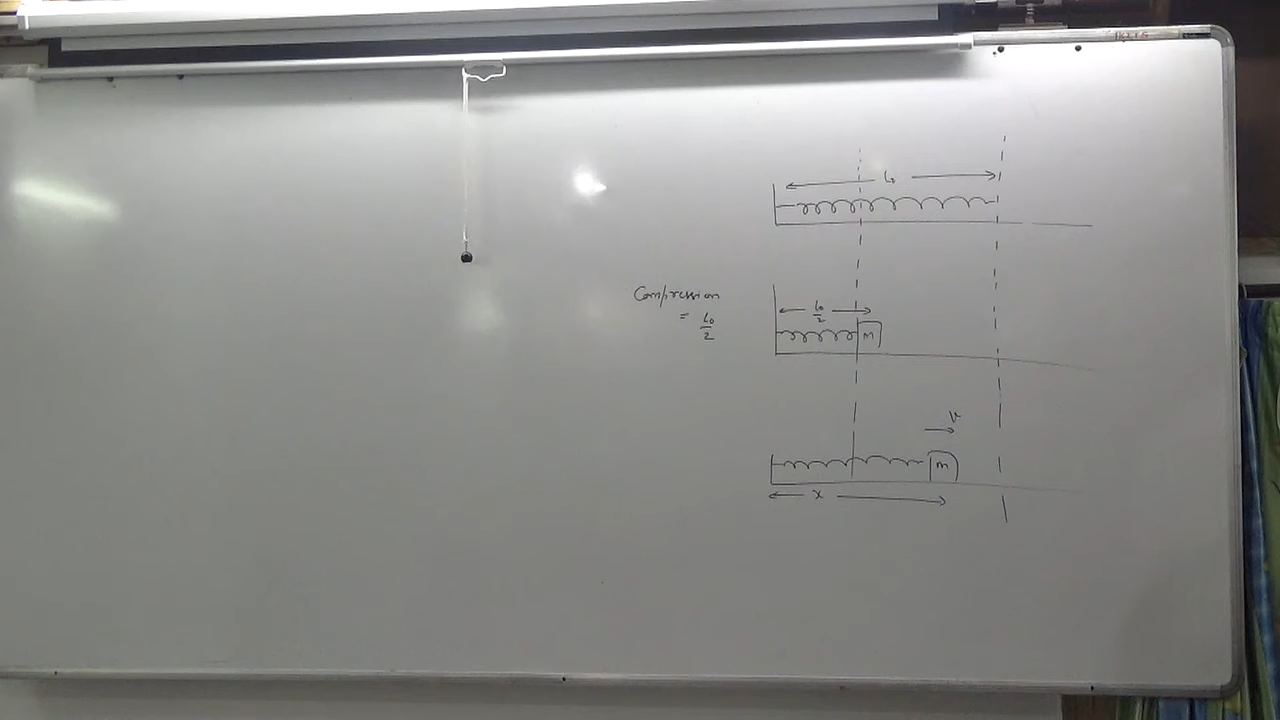 l₀
Compression
= l₀/2
l₀/2
m
v
m
x